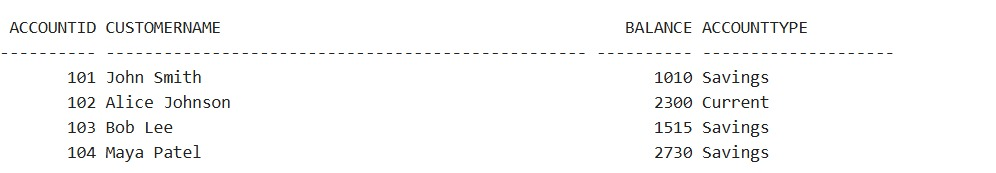 ACCOUNTID CUSTOMERNAME                                          BALANCE ACCOUNTTYPE
---------- -------------------------------------------------- ---------- --------------------
       101 John Smith                                               1010 Savings
       102 Alice Johnson                                            2300 Current
       103 Bob Lee                                                  1515 Savings
       104 Maya Patel                                               2730 Savings